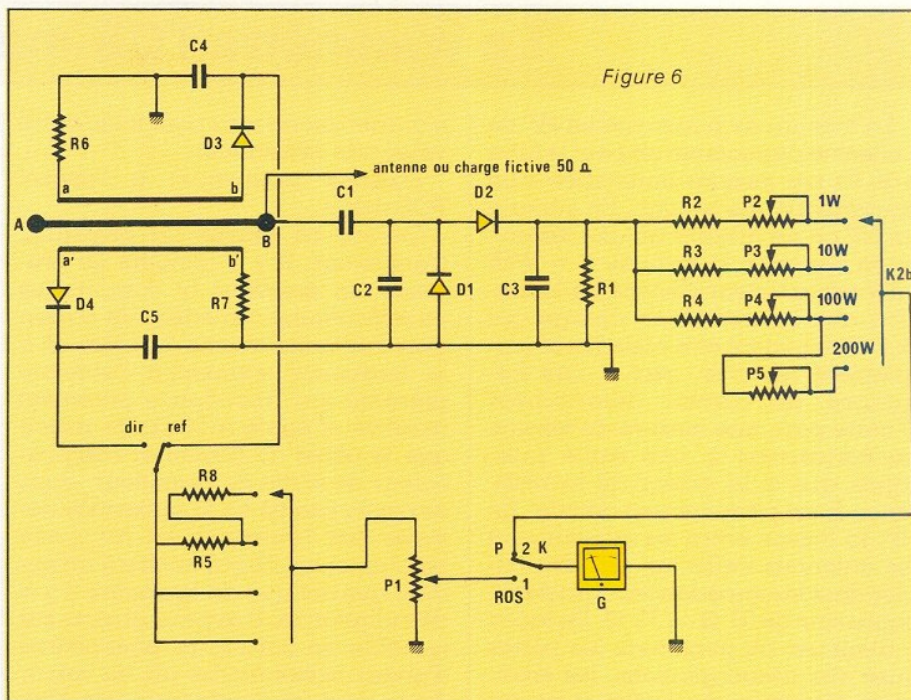 Figure 6
C4
R6
D3
a
b
antenne ou charge fictive 50 Ω
A
B
C1
D2
R2
P2
1W
a'
b'
D4
R7
C2
D1
C3
R1
R3
P3
10W
K2b
C5
R4
P4
100W
P5
200W
dir
ref
R8
R5
P1
P
2
K
1
ROS
G